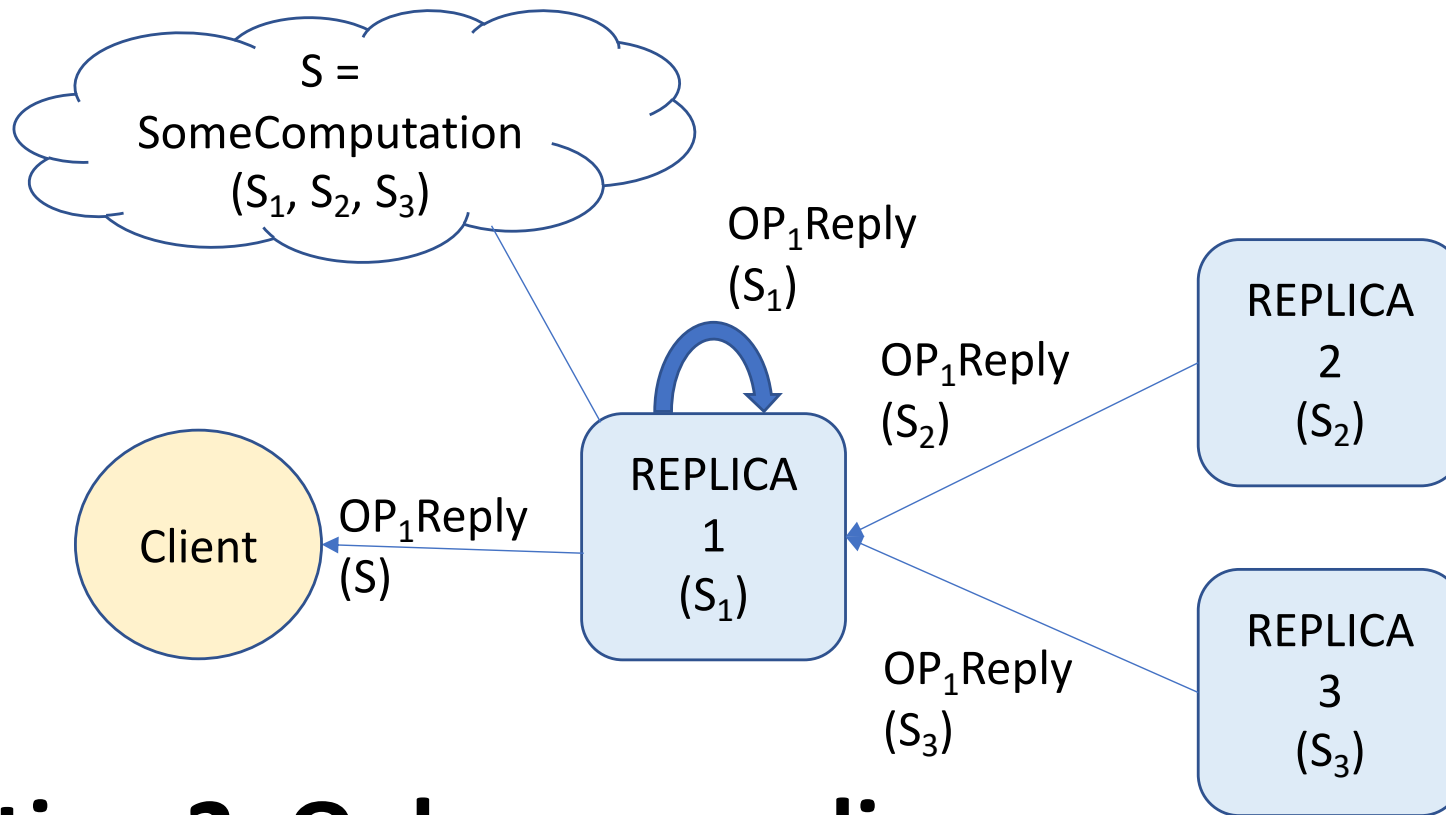 S =
SomeComputation
(S₁, S₂, S₃)
OP₁Reply
(S₁)
OP₁Reply
(S₂)
REPLICA
2
(S₂)
REPLICA
1
(S₁)
Client
OP₁Reply
(S)
OP₁Reply
(S₃)
REPLICA
3
(S₃)